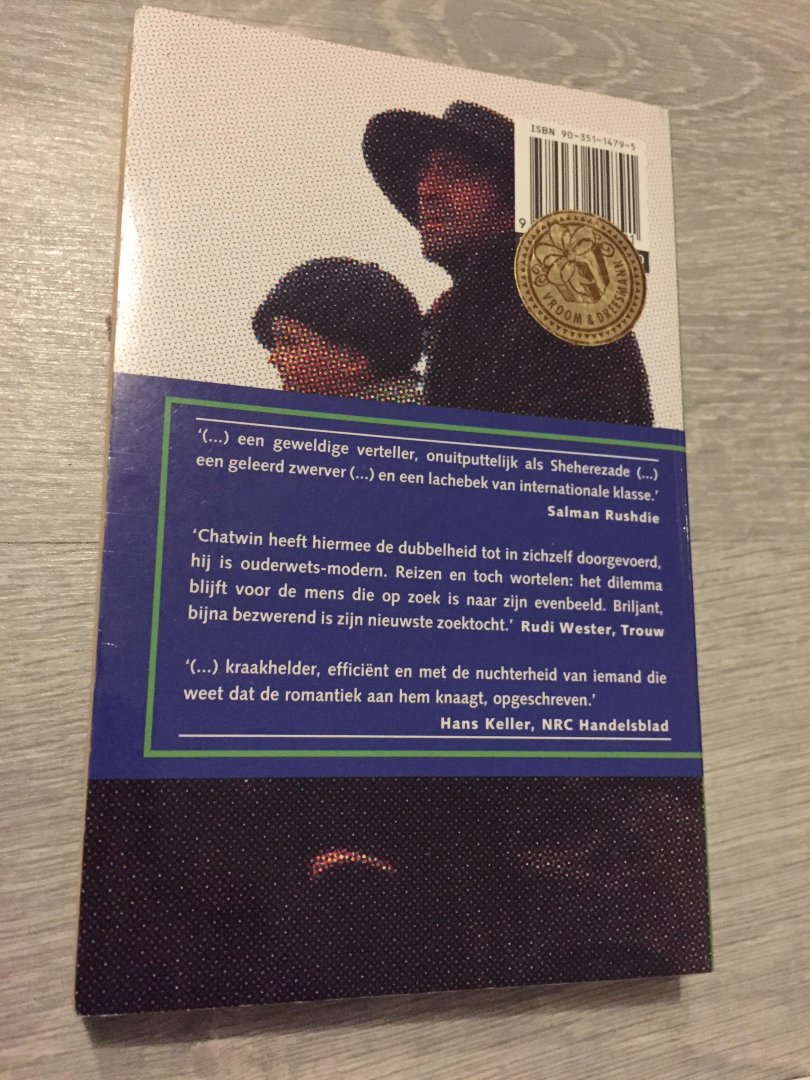 ISBN 90-351-1479-5
9
VROOM & DREESMANN
'(...) een geweldige verteller, onuitputtelijk als Sheherezade (...)
een geleerd zwerver (...) en een lachebek van internationale klasse.'
Salman Rushdie
'Chatwin heeft hiermee de dubbelheid tot in zichzelf doorgevoerd,
hij is ouderwets-modern. Reizen en toch wortelen: het dilemma
blijft voor de mens die op zoek is naar zijn evenbeeld. Briljant,
bijna bezwerend is zijn nieuwste zoektocht.' Rudi Wester, Trouw
'(...) kraakhelder, efficiënt en met de nuchterheid van iemand die
weet dat de romantiek aan hem knaagt, opgeschreven.'
Hans Keller, NRC Handelsblad